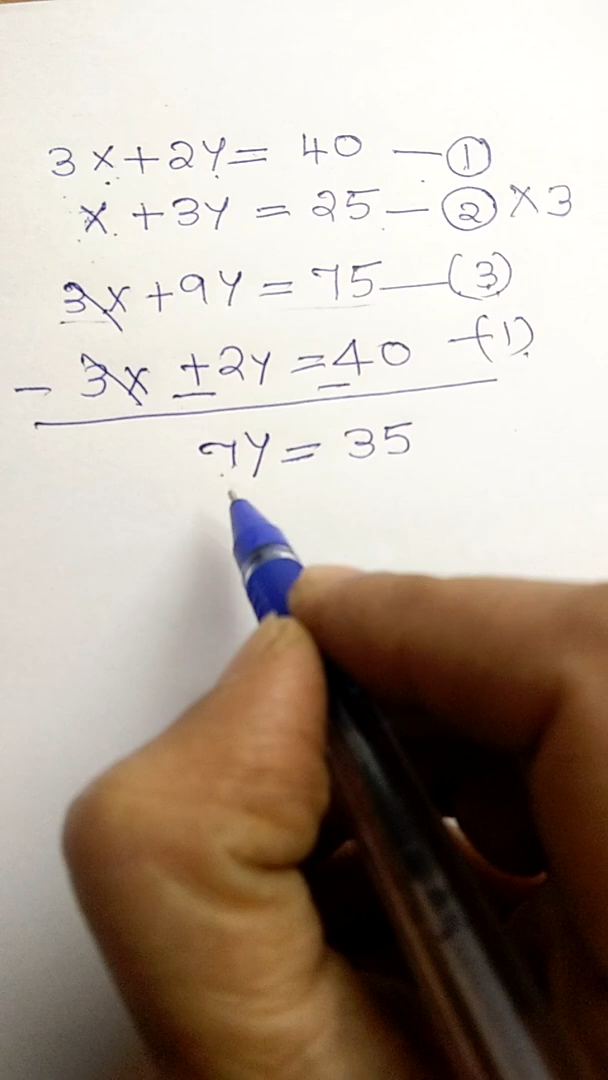 3x+2y= 40 —①
x +3y = 25 —② ×3
3x +9y = 75 —(3)
- 3x ±2y =40 —(1)
7y = 35